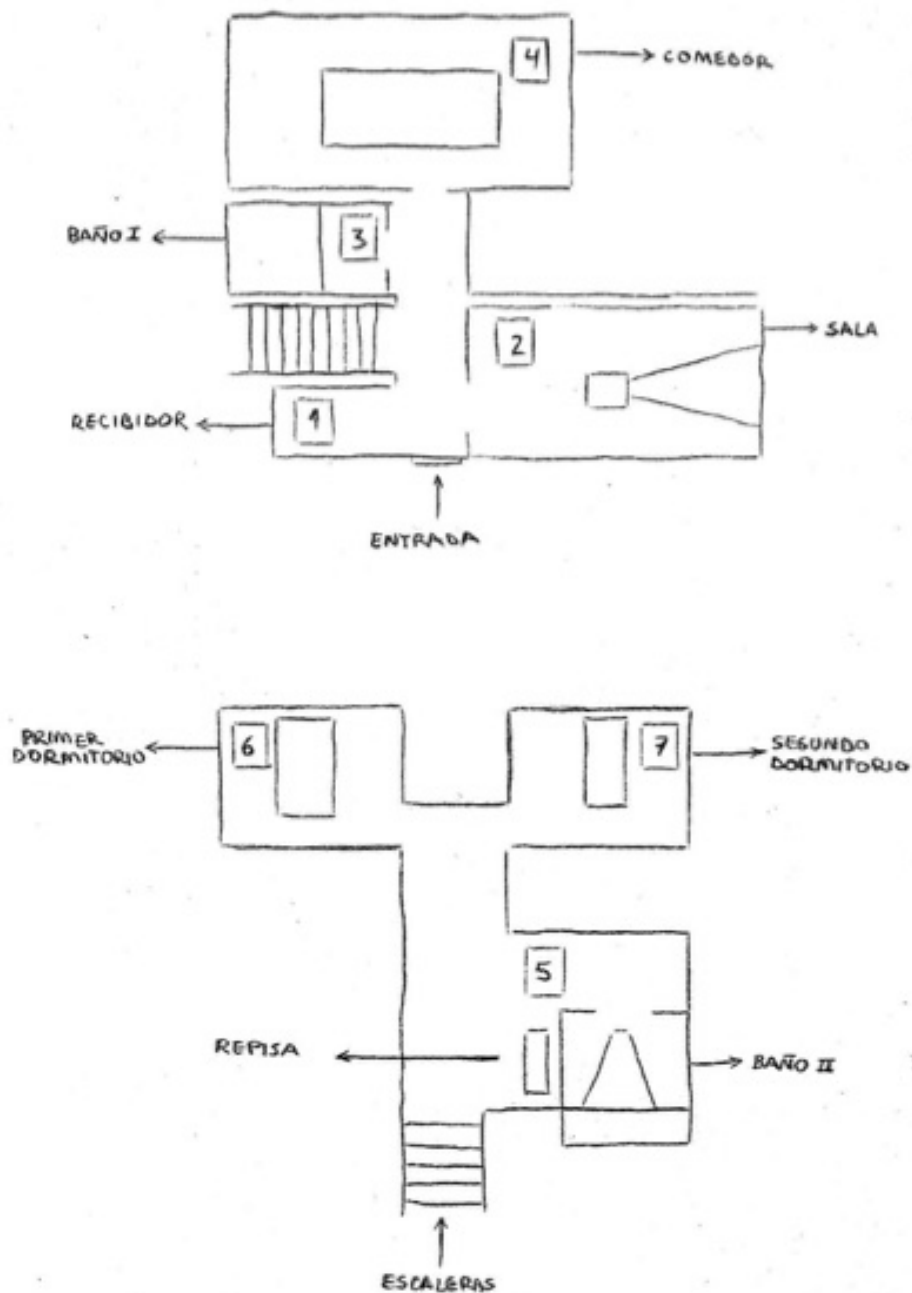 4
COMEDOR
BAÑO I
3
2
SALA
RECIBIDOR
1
ENTRADA
PRIMER
DORMITORIO
6
7
SEGUNDO
DORMITORIO
5
REPISA
BAÑO II
ESCALERAS